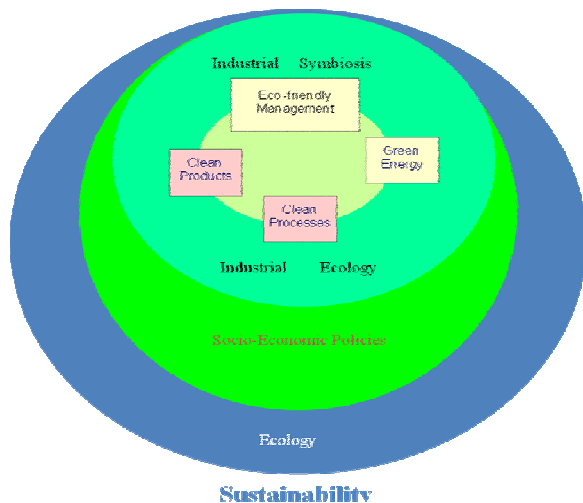 Industrial Symbiosis
Eco-friendly
Management
Clean
Products
Green
Energy
Clean
Processes
Industrial Ecology
Socio-Economic Policies
Ecology
Sustainability